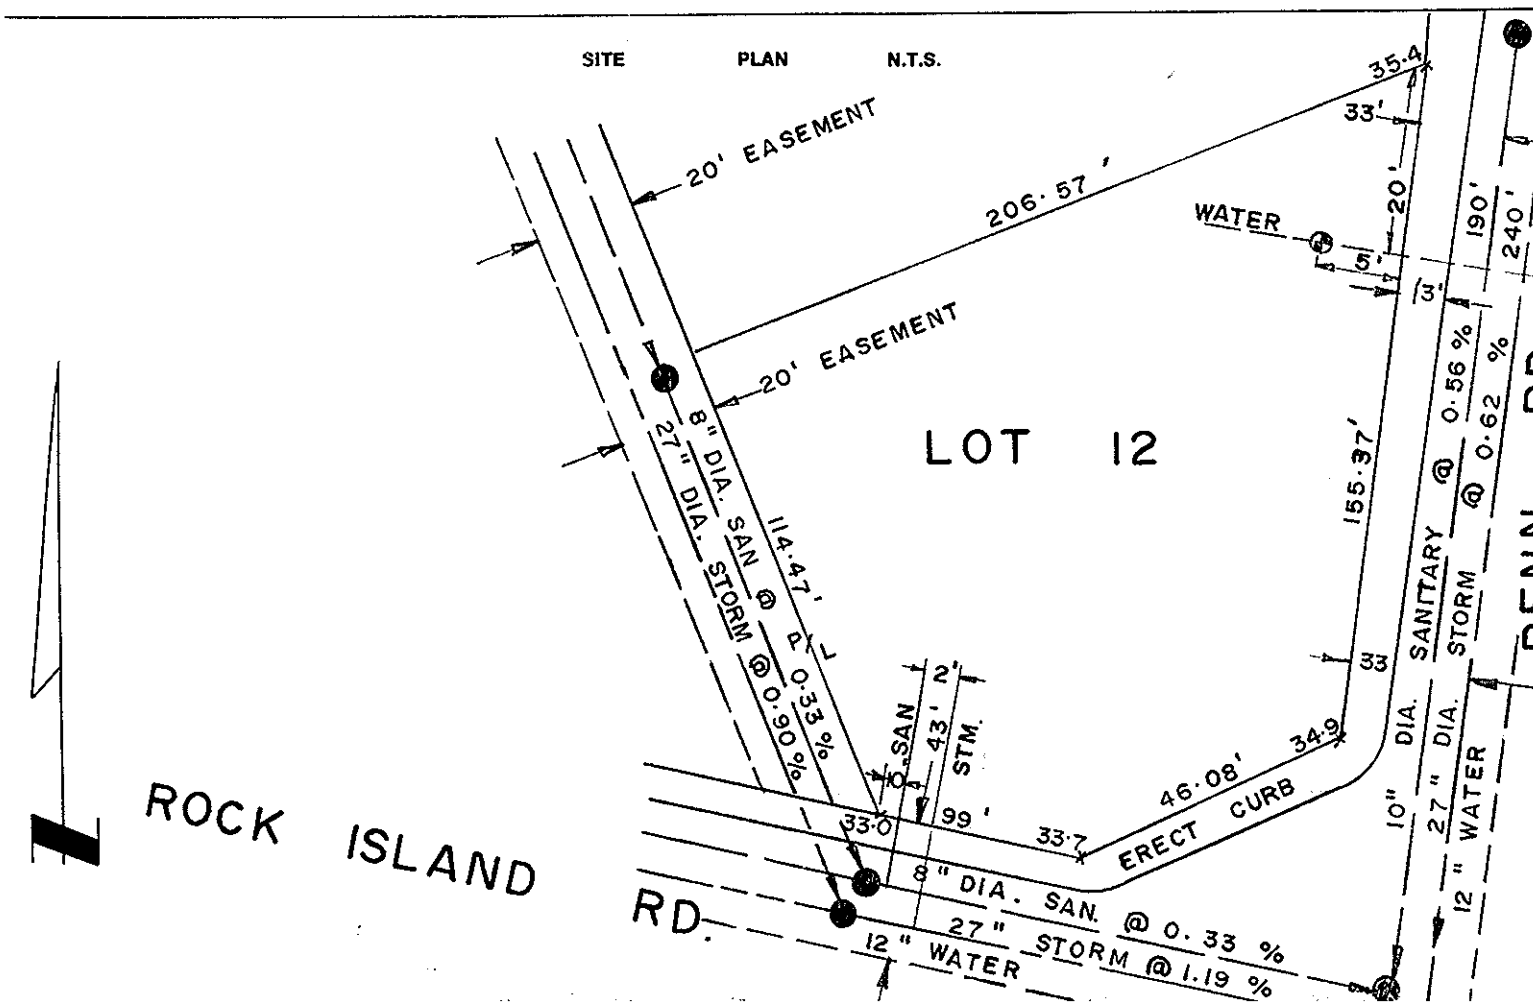 SITE PLAN N.T.S.
35.4
20' EASEMENT
33'
206.57'
20'
190'
240'
WATER
5'
13'
20' EASEMENT
LOT 12
8" DIA. SAN @ 0.33 %
27" DIA. STORM @ 0.90 %
114.47'
P/L
155.37'
33
10" DIA. SANITARY @ 0.56 %
27" DIA. STORM @ 0.62 %
12" WATER
2'
SAN
43'
STM.
34.9
46.08'
ERECT CURB
33.0
99'
33.7
ROCK ISLAND RD.
8" DIA. SAN. @ 0.33 %
27" STORM @ 1.19 %
12" WATER